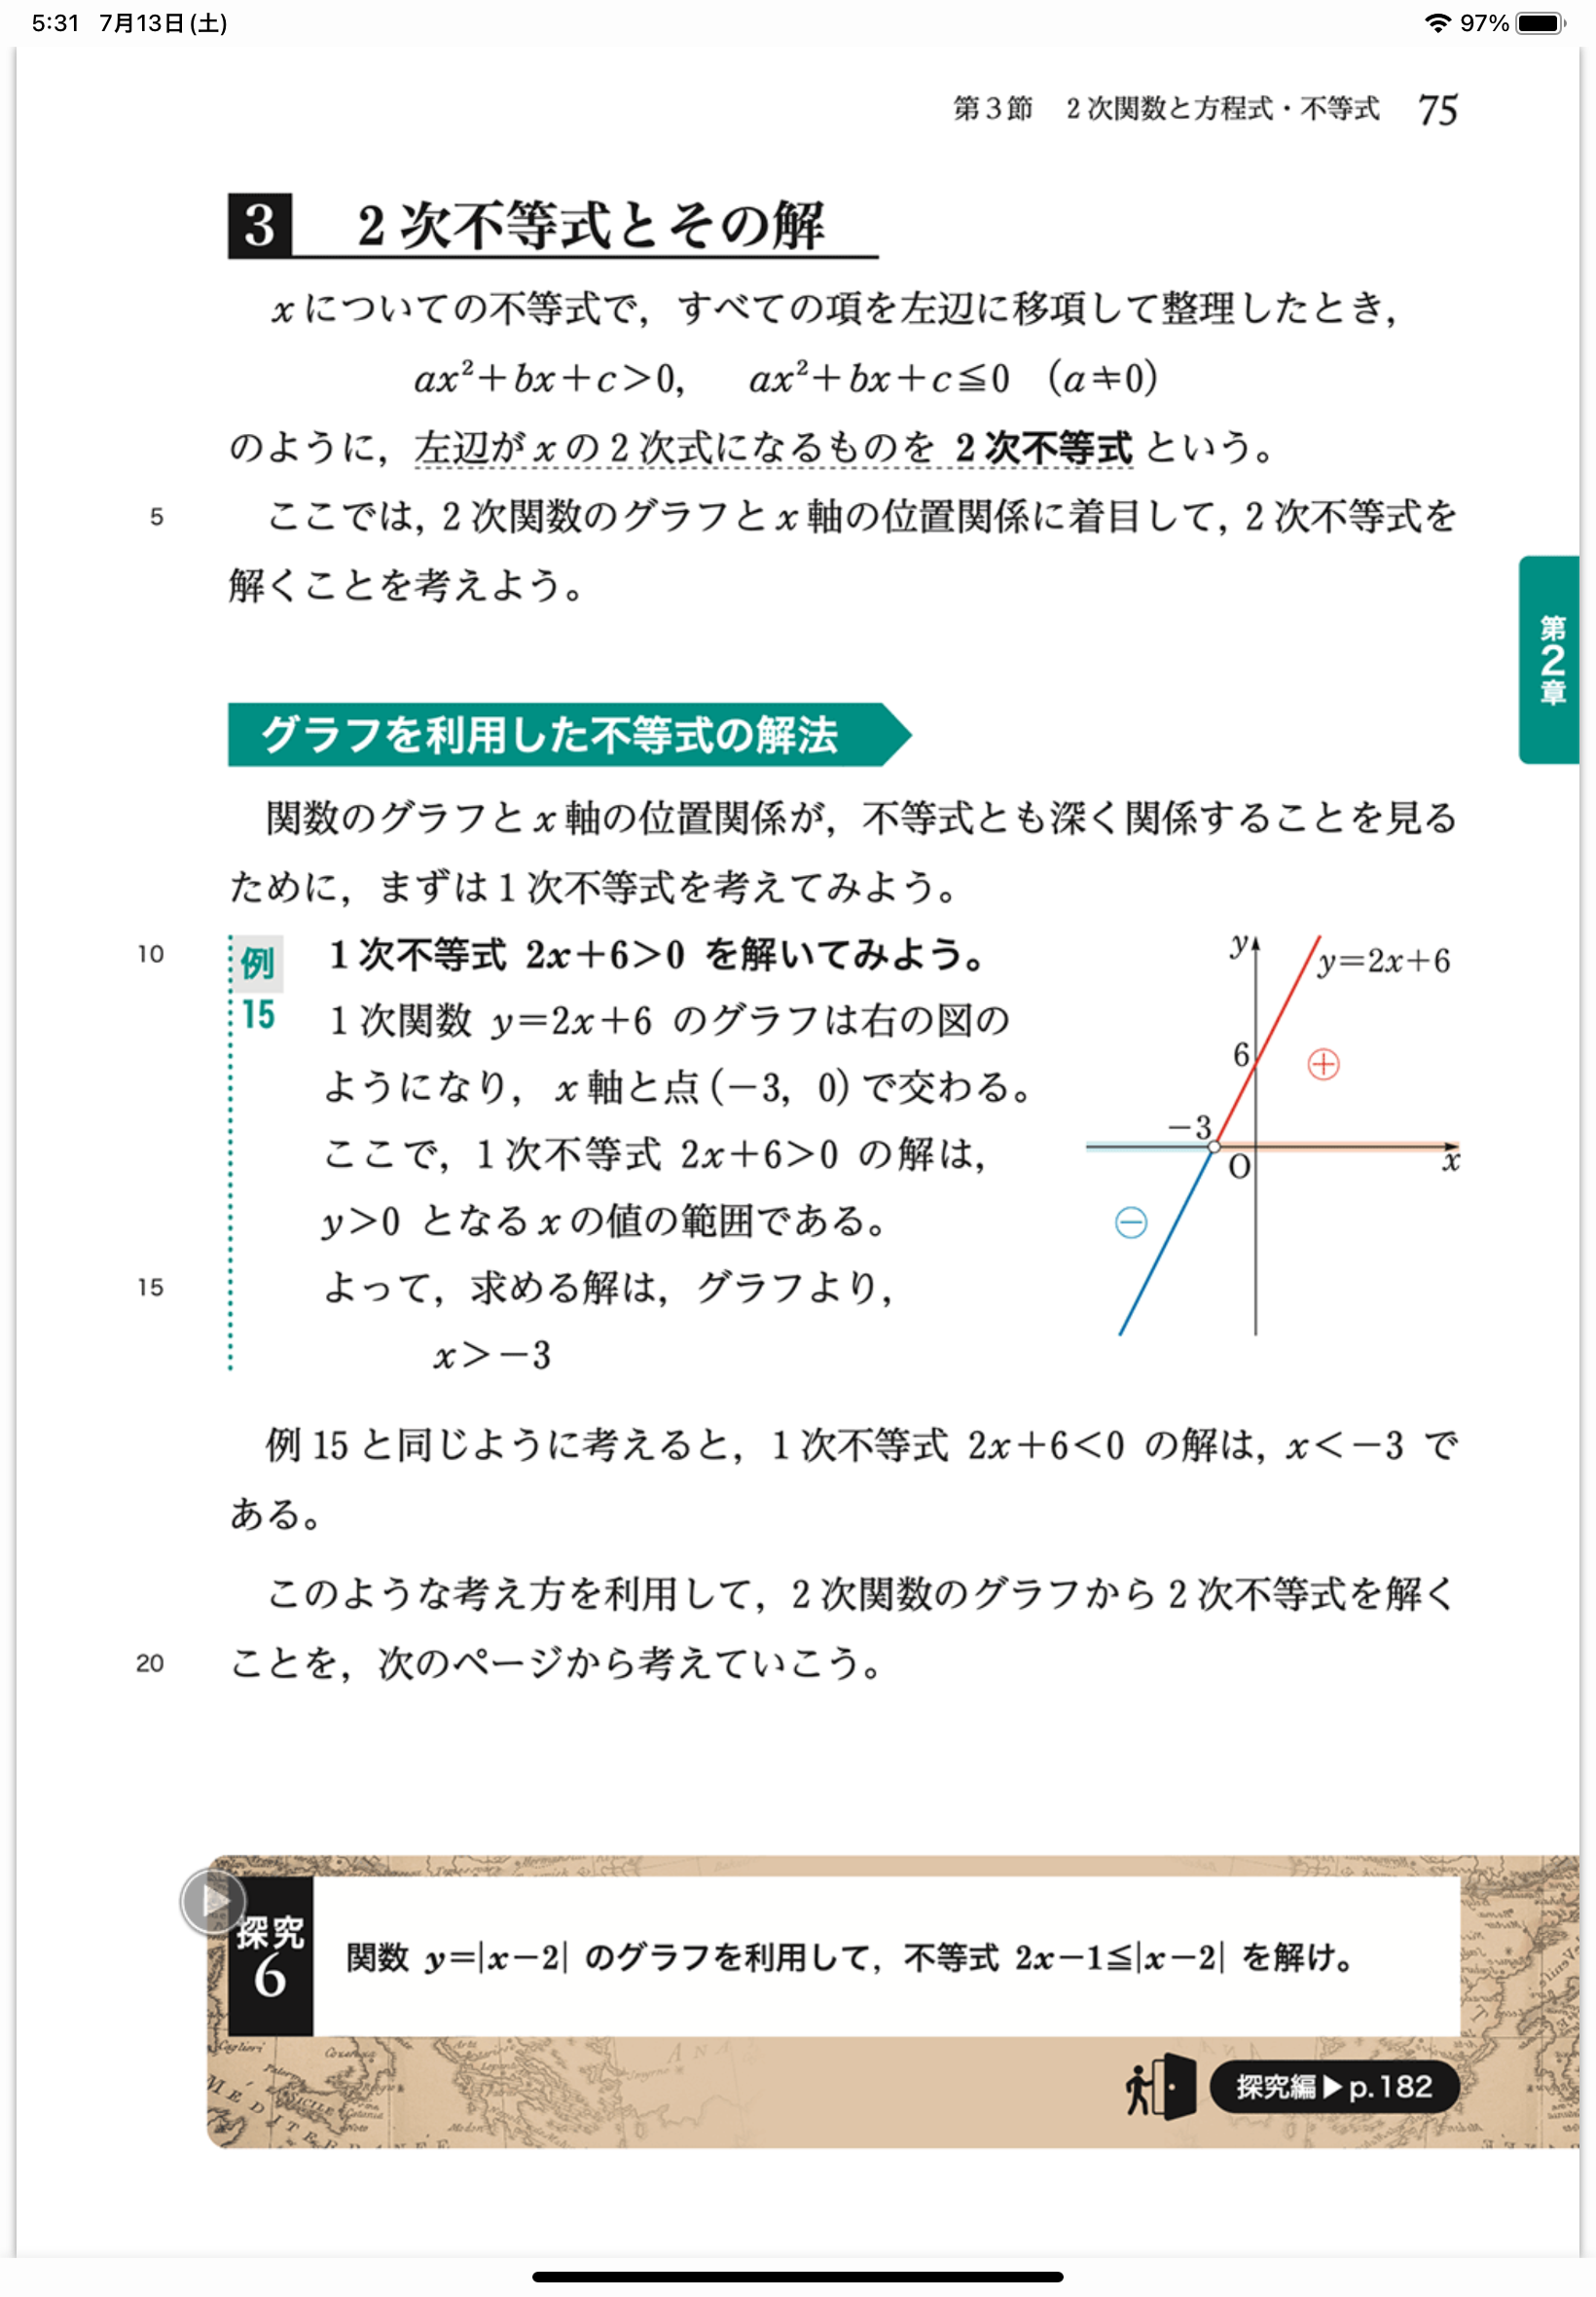 5:31 7月13日(土)
97%
第3節 2次関数と方程式・不等式 75
3 2次不等式とその解
xについての不等式で，すべての項を左辺に移項して整理したとき，
ax²+bx+c>0, ax²+bx+c≦0 (a≠0)
のように，左辺がxの2次式になるものを 2次不等式 という。
5 ここでは，2次関数のグラフとx軸の位置関係に着目して，2次不等式を
解くことを考えよう。
第2章
グラフを利用した不等式の解法
関数のグラフとx軸の位置関係が，不等式とも深く関係することを見る
ために，まずは1次不等式を考えてみよう。
10 例15 1次不等式 2x+6>0 を解いてみよう。
1次関数 y=2x+6 のグラフは右の図の
ようになり，x軸と点(−3, 0)で交わる。
ここで，1次不等式 2x+6>0 の解は，
y>0 となるxの値の範囲である。
15 よって，求める解は，グラフより，
x>−3
y
y=2x+6
6
⊕
−3
O
x
⊖
例15と同じように考えると，1次不等式 2x+6<0 の解は，x<−3 で
ある。
このような考え方を利用して，2次関数のグラフから2次不等式を解く
20 ことを，次のページから考えていこう。
探究6 関数 y=|x−2| のグラフを利用して，不等式 2x−1≦|x−2| を解け。
探究編▶p.182